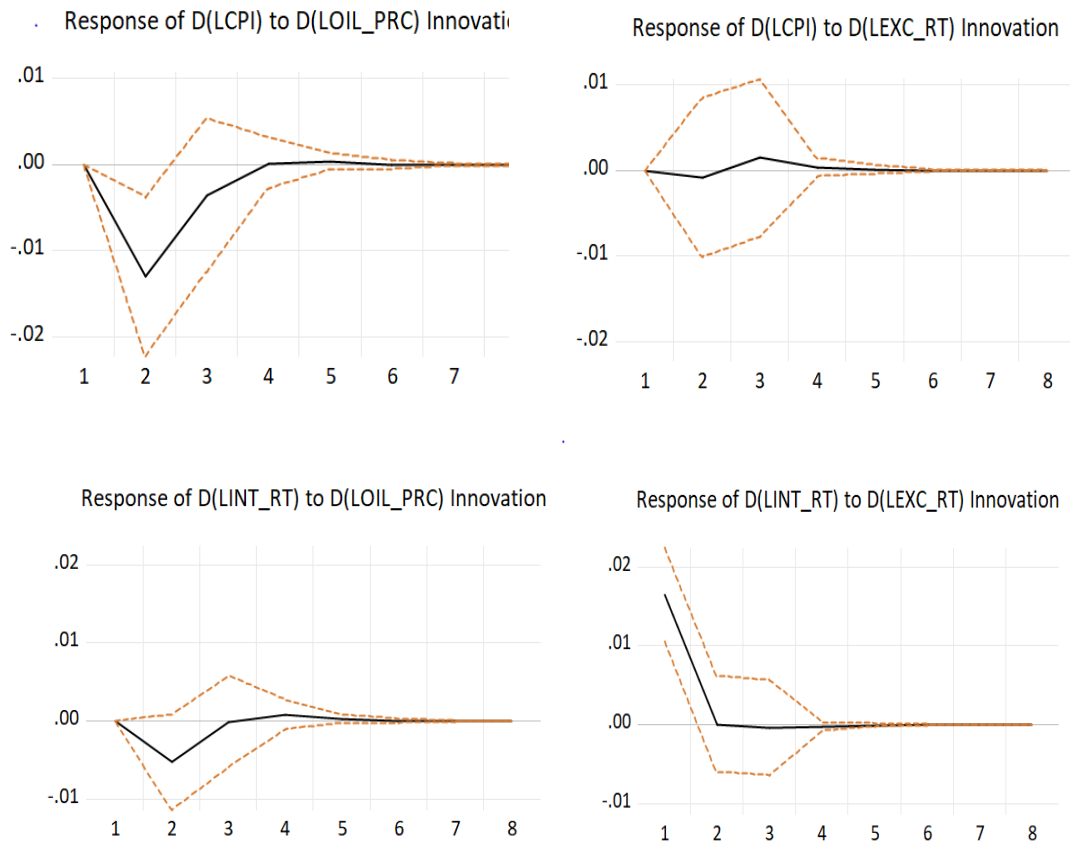 Response of D(LCPI) to D(LOIL_PRC) Innovati
.01
.00
-.01
-.02
1 2 3 4 5 6 7
Response of D(LCPI) to D(LEXC_RT) Innovation
.01
.00
-.01
-.02
1 2 3 4 5 6 7 8
Response of D(LINT_RT) to D(LOIL_PRC) Innovation
.02
.01
.00
-.01
1 2 3 4 5 6 7 8
Response of D(LINT_RT) to D(LEXC_RT) Innovation
.02
.01
.00
-.01
1 2 3 4 5 6 7 8